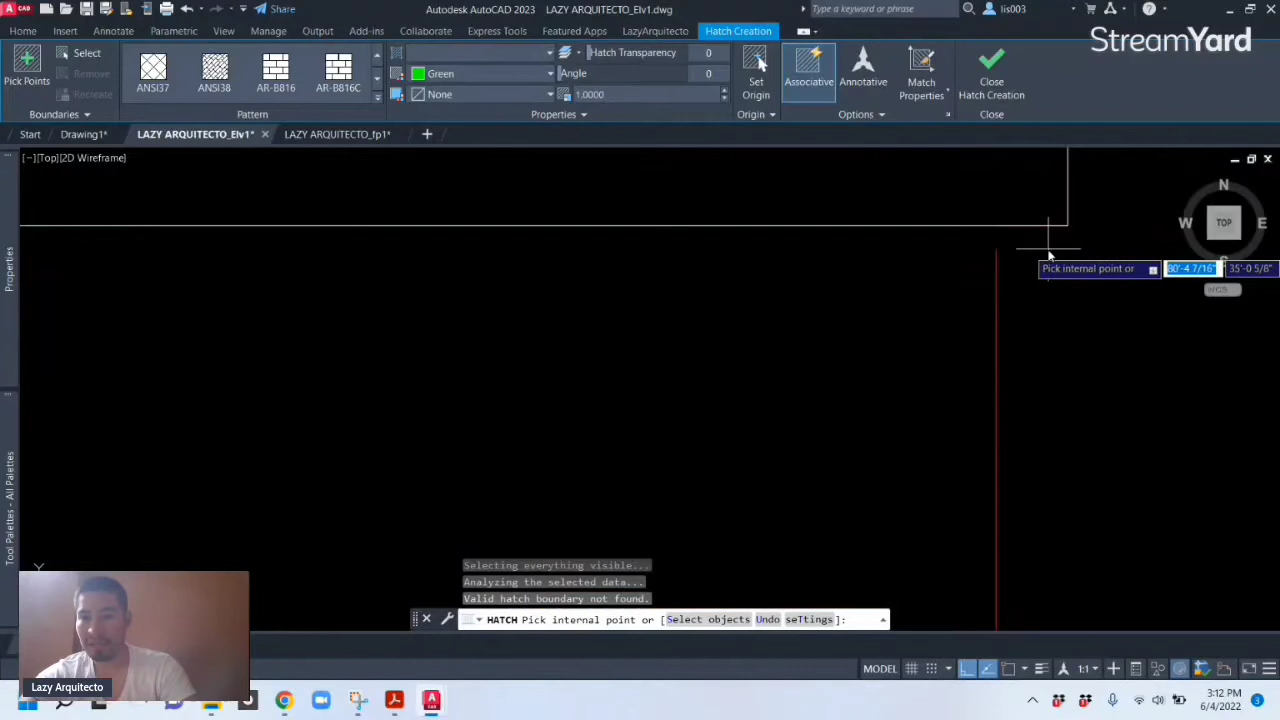 Share
Autodesk AutoCAD 2023 LAZY ARQUITECTO_Elv1.dwg
Type a keyword or phrase
lis003
CAD
Home Insert Annotate Parametric View Manage Output Add-ins Collaborate Express Tools Featured Apps LazyArquitecto Hatch Creation
StreamYard
Pick Points
Select
Remove
Recreate
Boundaries
ANSI37 ANSI38 AR-B816 AR-B816C
Pattern
Hatch Transparency 0
Green Angle 0
None 1.0000
Properties
Set Origin
Origin
Associative Annotative Match Properties
Options
Close Hatch Creation
Close
Start Drawing1* LAZY ARQUITECTO_Elv1* LAZY ARQUITECTO_fp1*
[−][Top][2D Wireframe]
N
W TOP E
S
WCS
Pick internal point or 80'-4 7/16" 35'-0 5/8"
Properties
Tool Palettes - All Palettes
Y
Selecting everything visible...
Analyzing the selected data...
Valid hatch boundary not found.
HATCH Pick internal point or [Select objects Undo seTtings]:
MODEL 1:1
Lazy Arquitecto
3:12 PM
6/4/2022
3